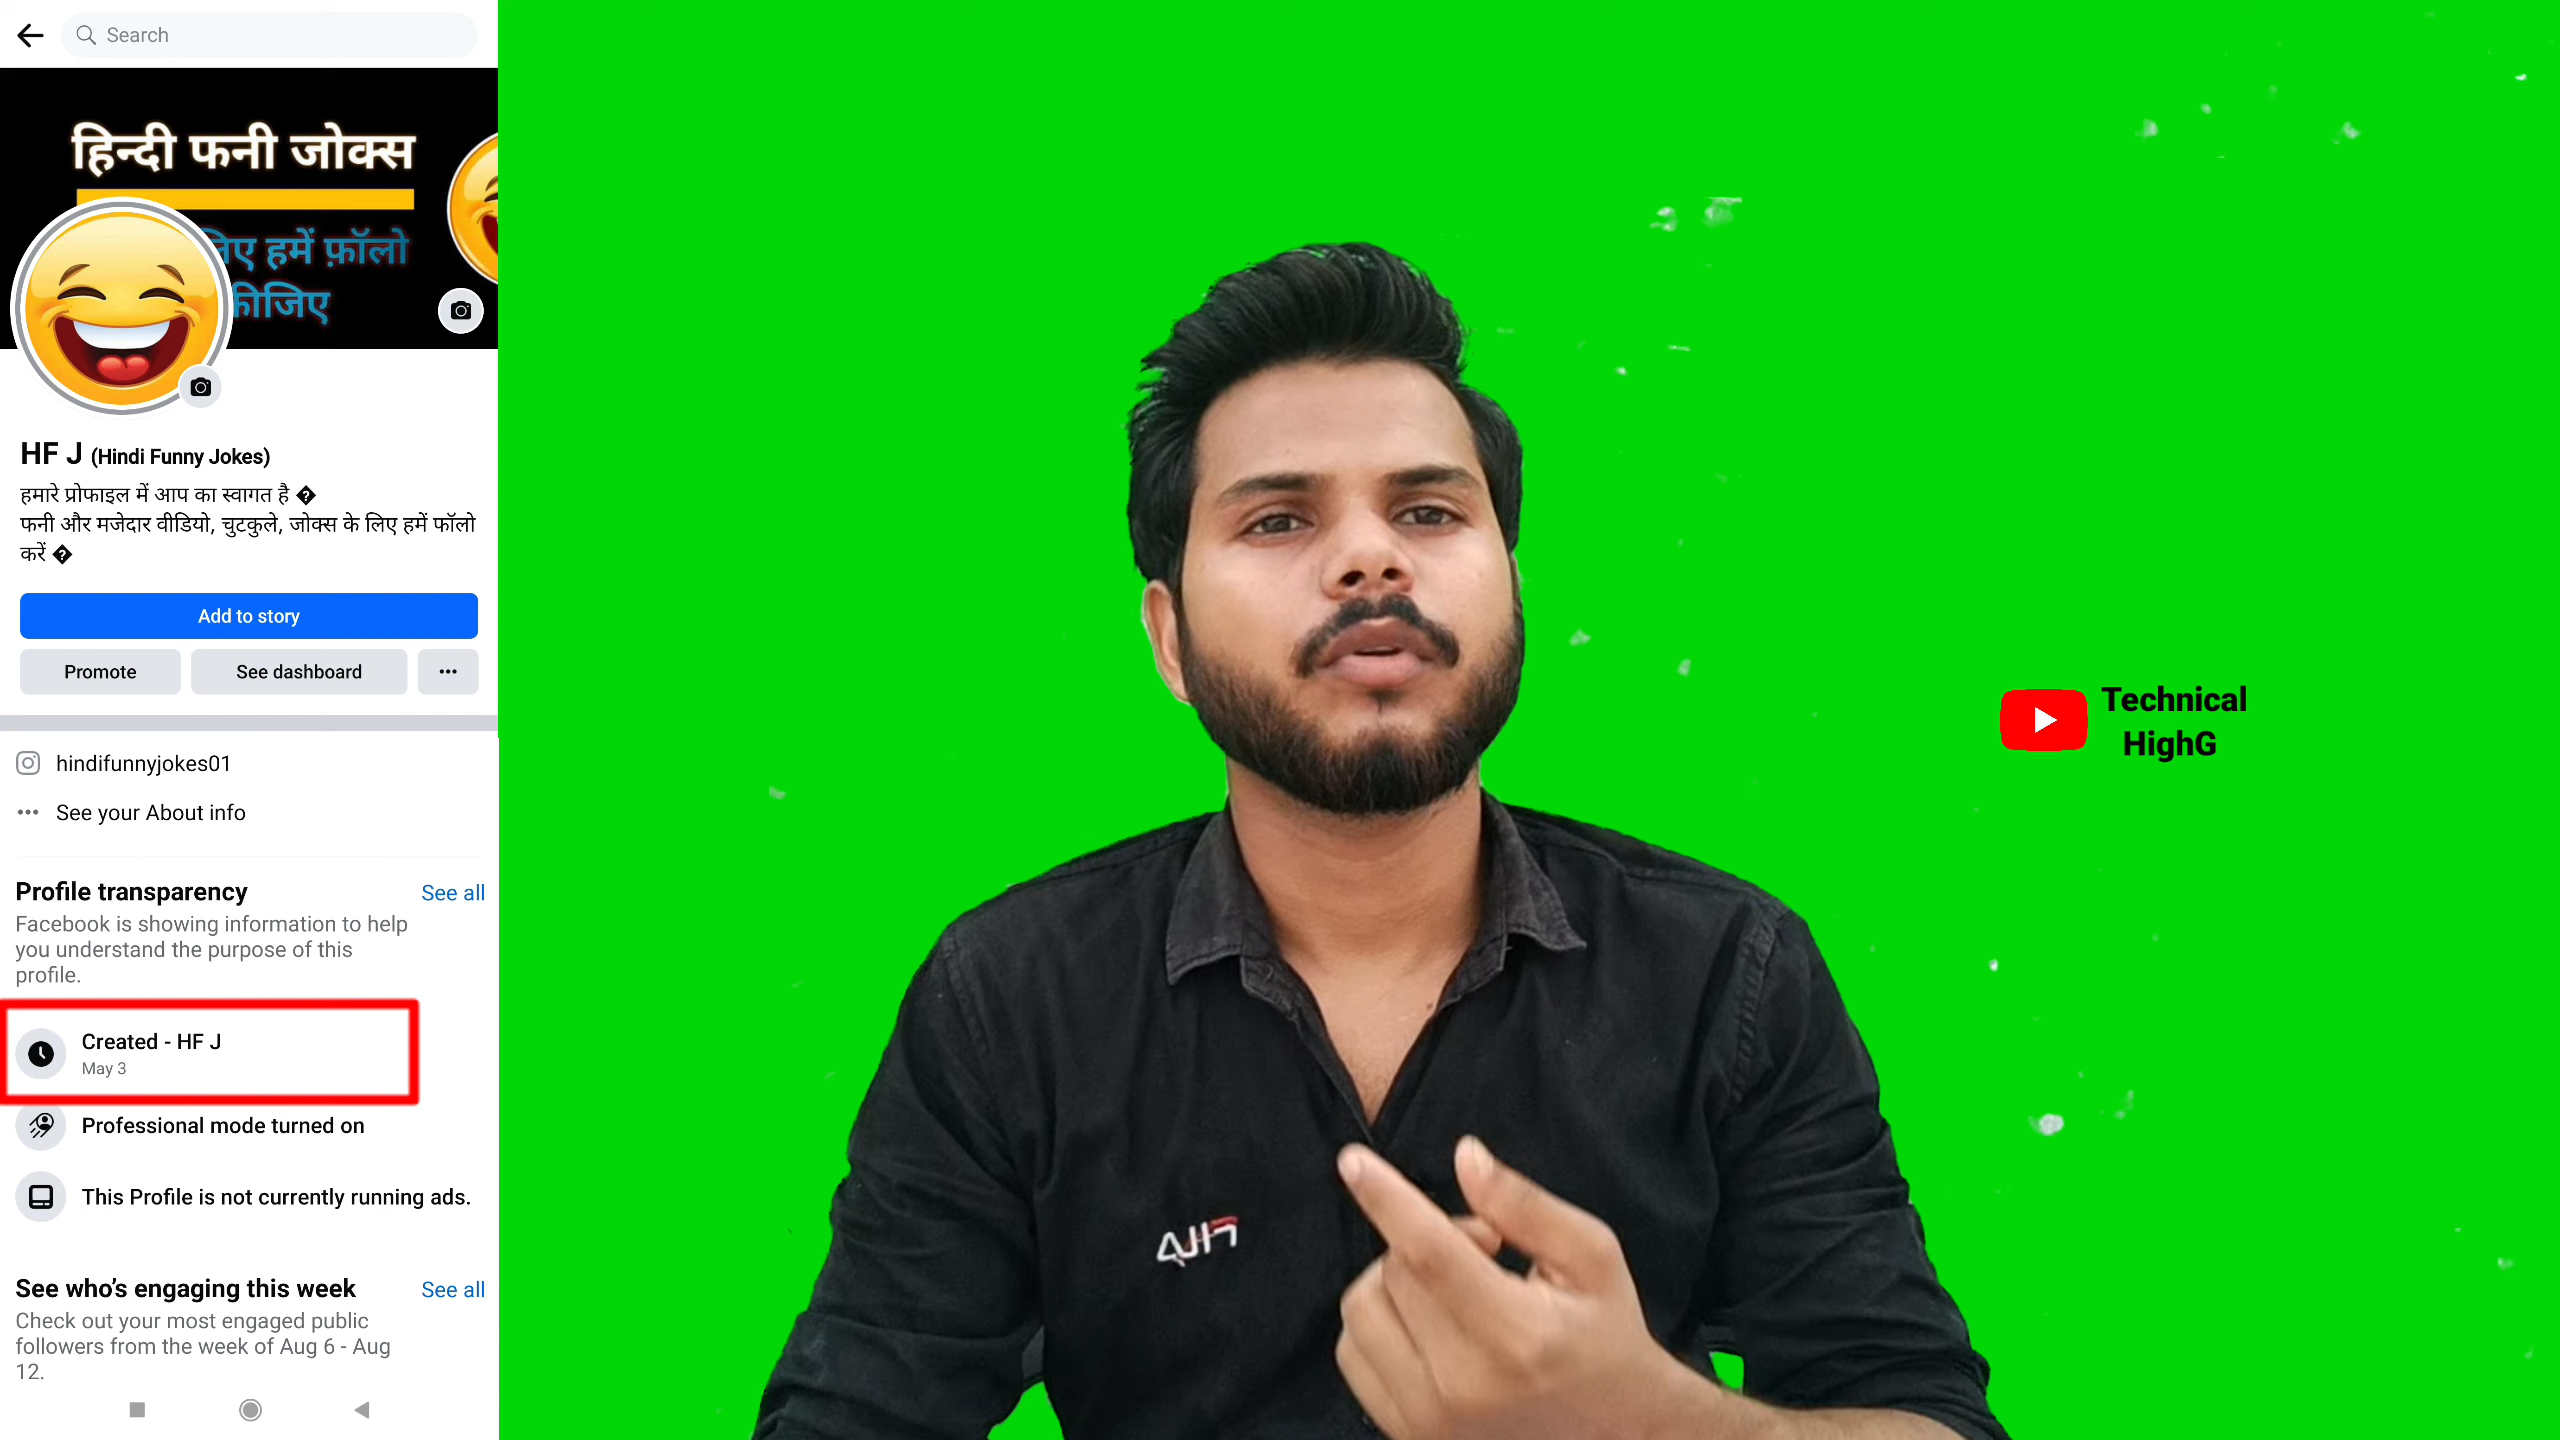 Search
हिन्दी फनी जोक्स
हमें फ़ॉलो
कीजिए
HF J (Hindi Funny Jokes)
हमारे प्रोफाइल में आप का स्वागत है �
फनी और मजेदार वीडियो, चुटकुले, जोक्स के लिए हमें फॉलो
करें �
Add to story
Promote
See dashboard
hindifunnyjokes01
See your About info
Profile transparency
See all
Facebook is showing information to help
you understand the purpose of this
profile.
Created - HF J
May 3
Professional mode turned on
This Profile is not currently running ads.
See who's engaging this week
See all
Check out your most engaged public
followers from the week of Aug 6 - Aug
12.
Technical
HighG